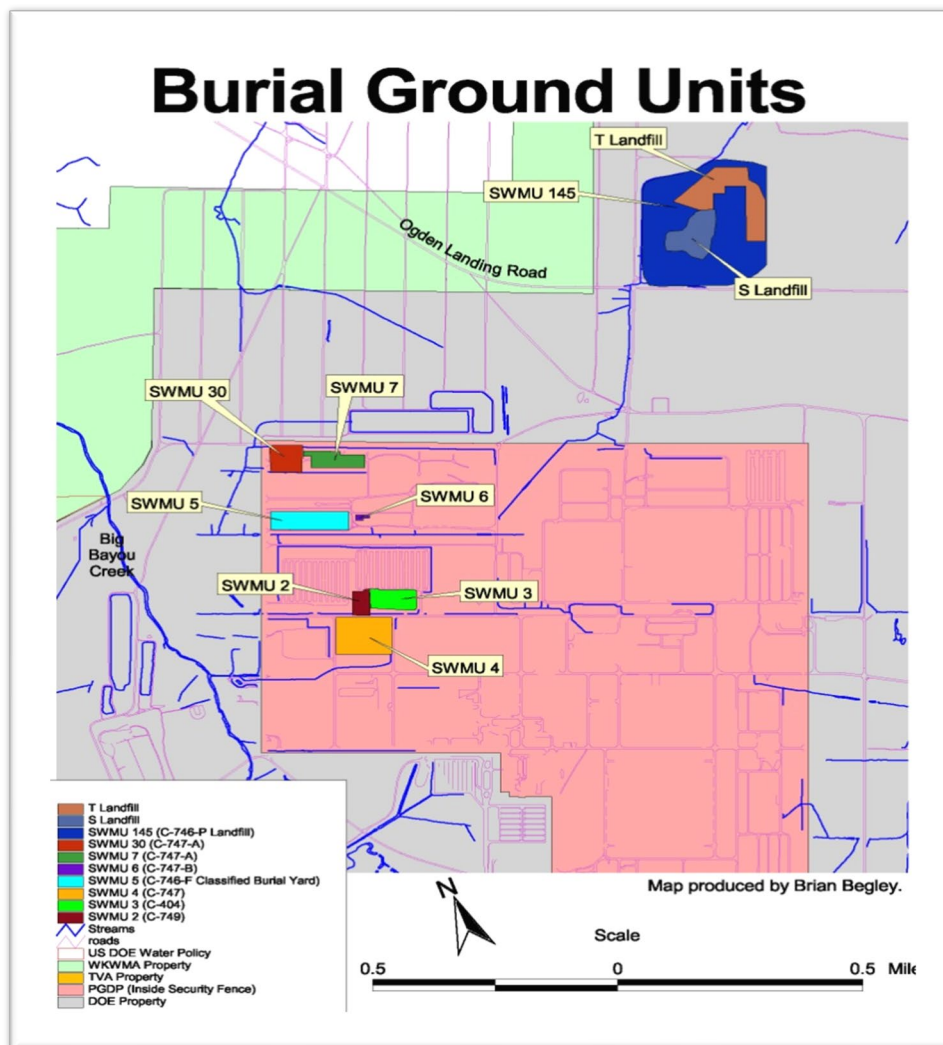 Burial Ground Units
T Landfill
SWMU 145
Ogden Landing Road
S Landfill
SWMU 30
SWMU 7
SWMU 6
SWMU 5
Big
Bayou
Creek
SWMU 2
SWMU 3
SWMU 4
T Landfill
S Landfill
SWMU 145 (C-746-P Landfill)
SWMU 30 (C-747-A)
SWMU 7 (C-747-A)
SWMU 6 (C-747-B)
SWMU 5 (C-746-F Classified Burial Yard)
SWMU 4 (C-747)
SWMU 3 (C-404)
SWMU 2 (C-749)
Streams
roads
US DOE Water Policy
WKWMA Property
TVA Property
PGDP (Inside Security Fence)
DOE Property
Map produced by Brian Begley.
N
Scale
0.5 0 0.5 Mile